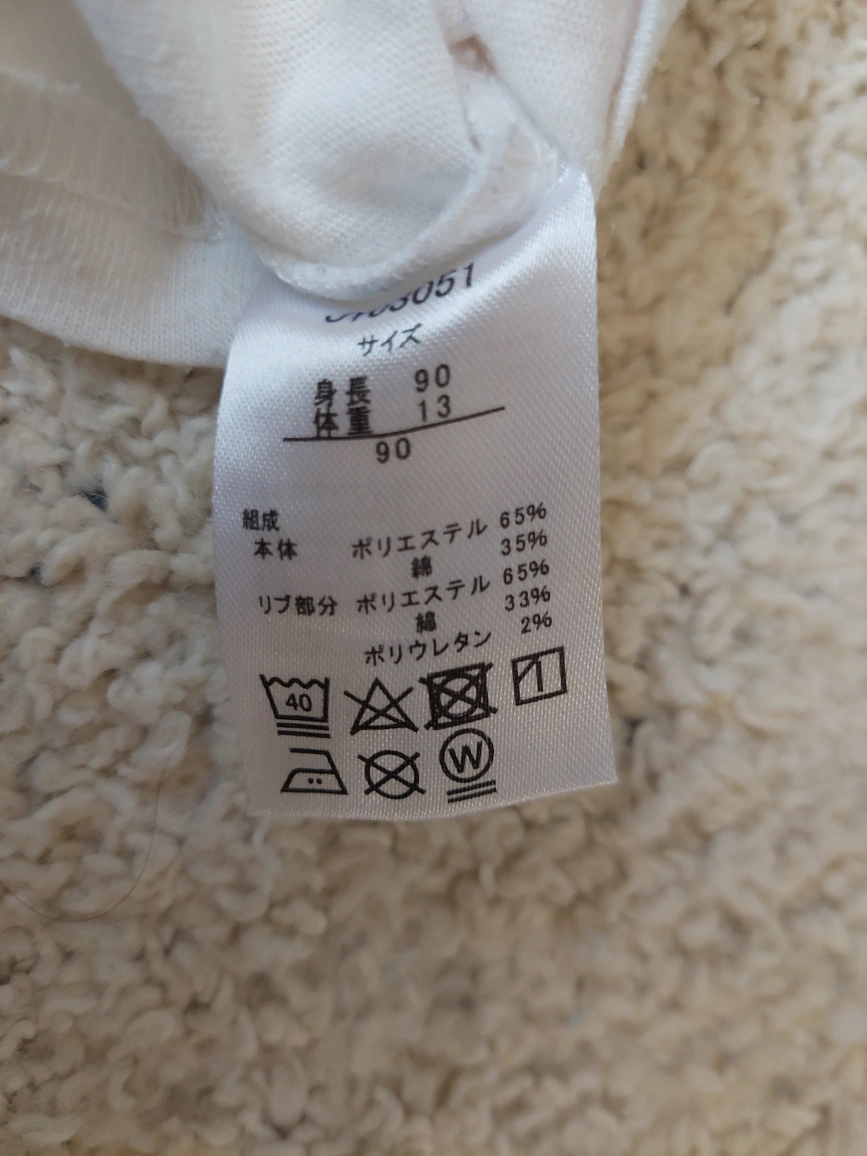 サイズ
身長 90
体重 13
90
組成
本体 ポリエステル 65%
綿 35%
リブ部分 ポリエステル 65%
綿 33%
ポリウレタン 2%
40
W